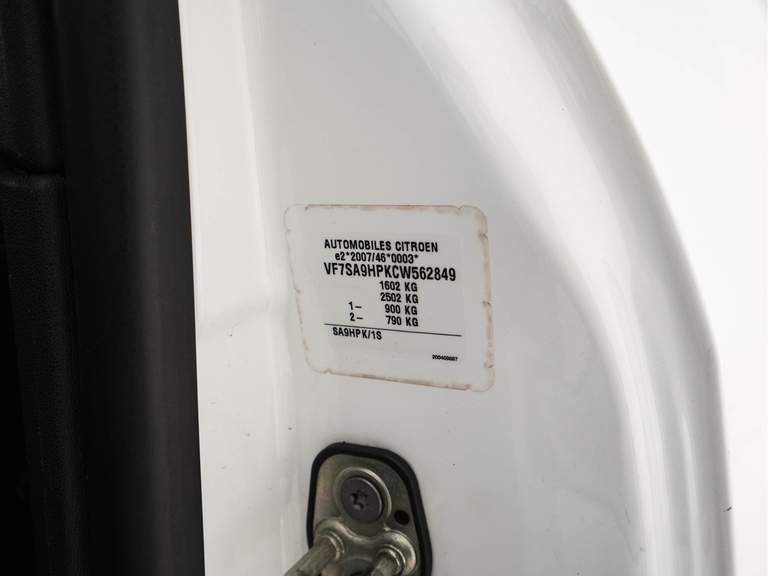 AUTOMOBILES CITROEN
e2*2007/46*0003*
VF7SA9HPKCW562849
1602 KG
2502 KG
1– 900 KG
2– 790 KG
SA9HPK/1S